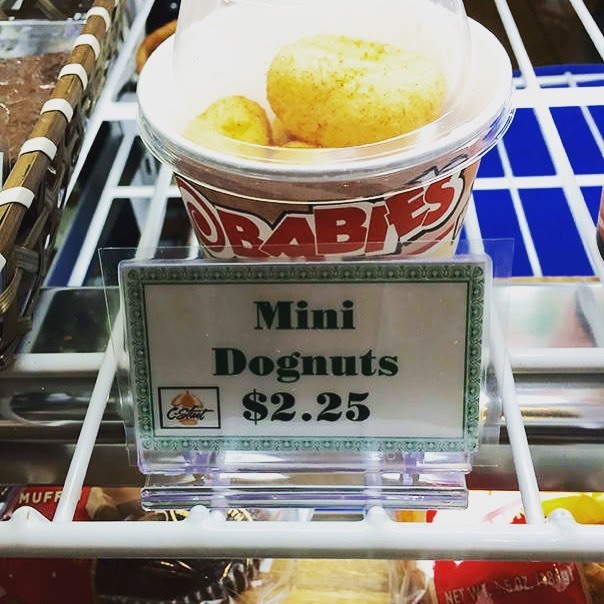 BABIES
Mini
Dognuts
$2.25
MUFF
NET WT.